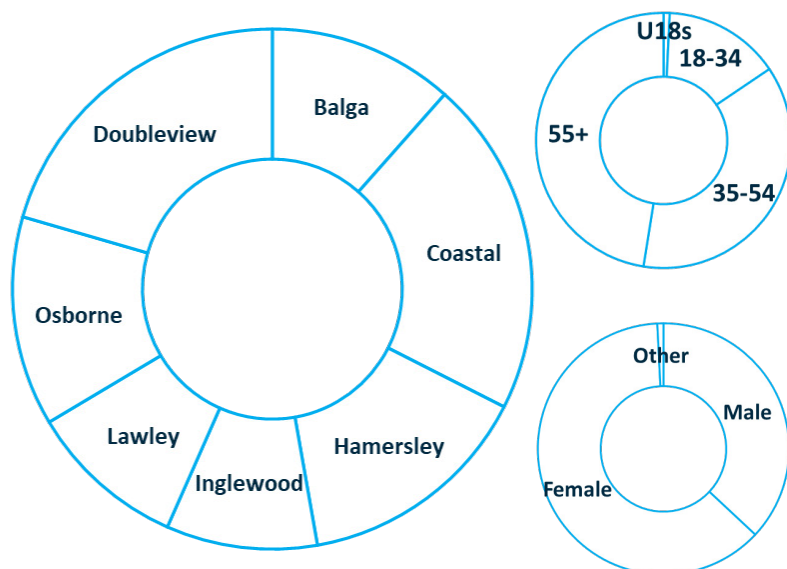 Doubleview
Balga
Coastal
Osborne
Lawley
Inglewood
Hamersley
U18s
18-34
55+
35-54
Other
Male
Female